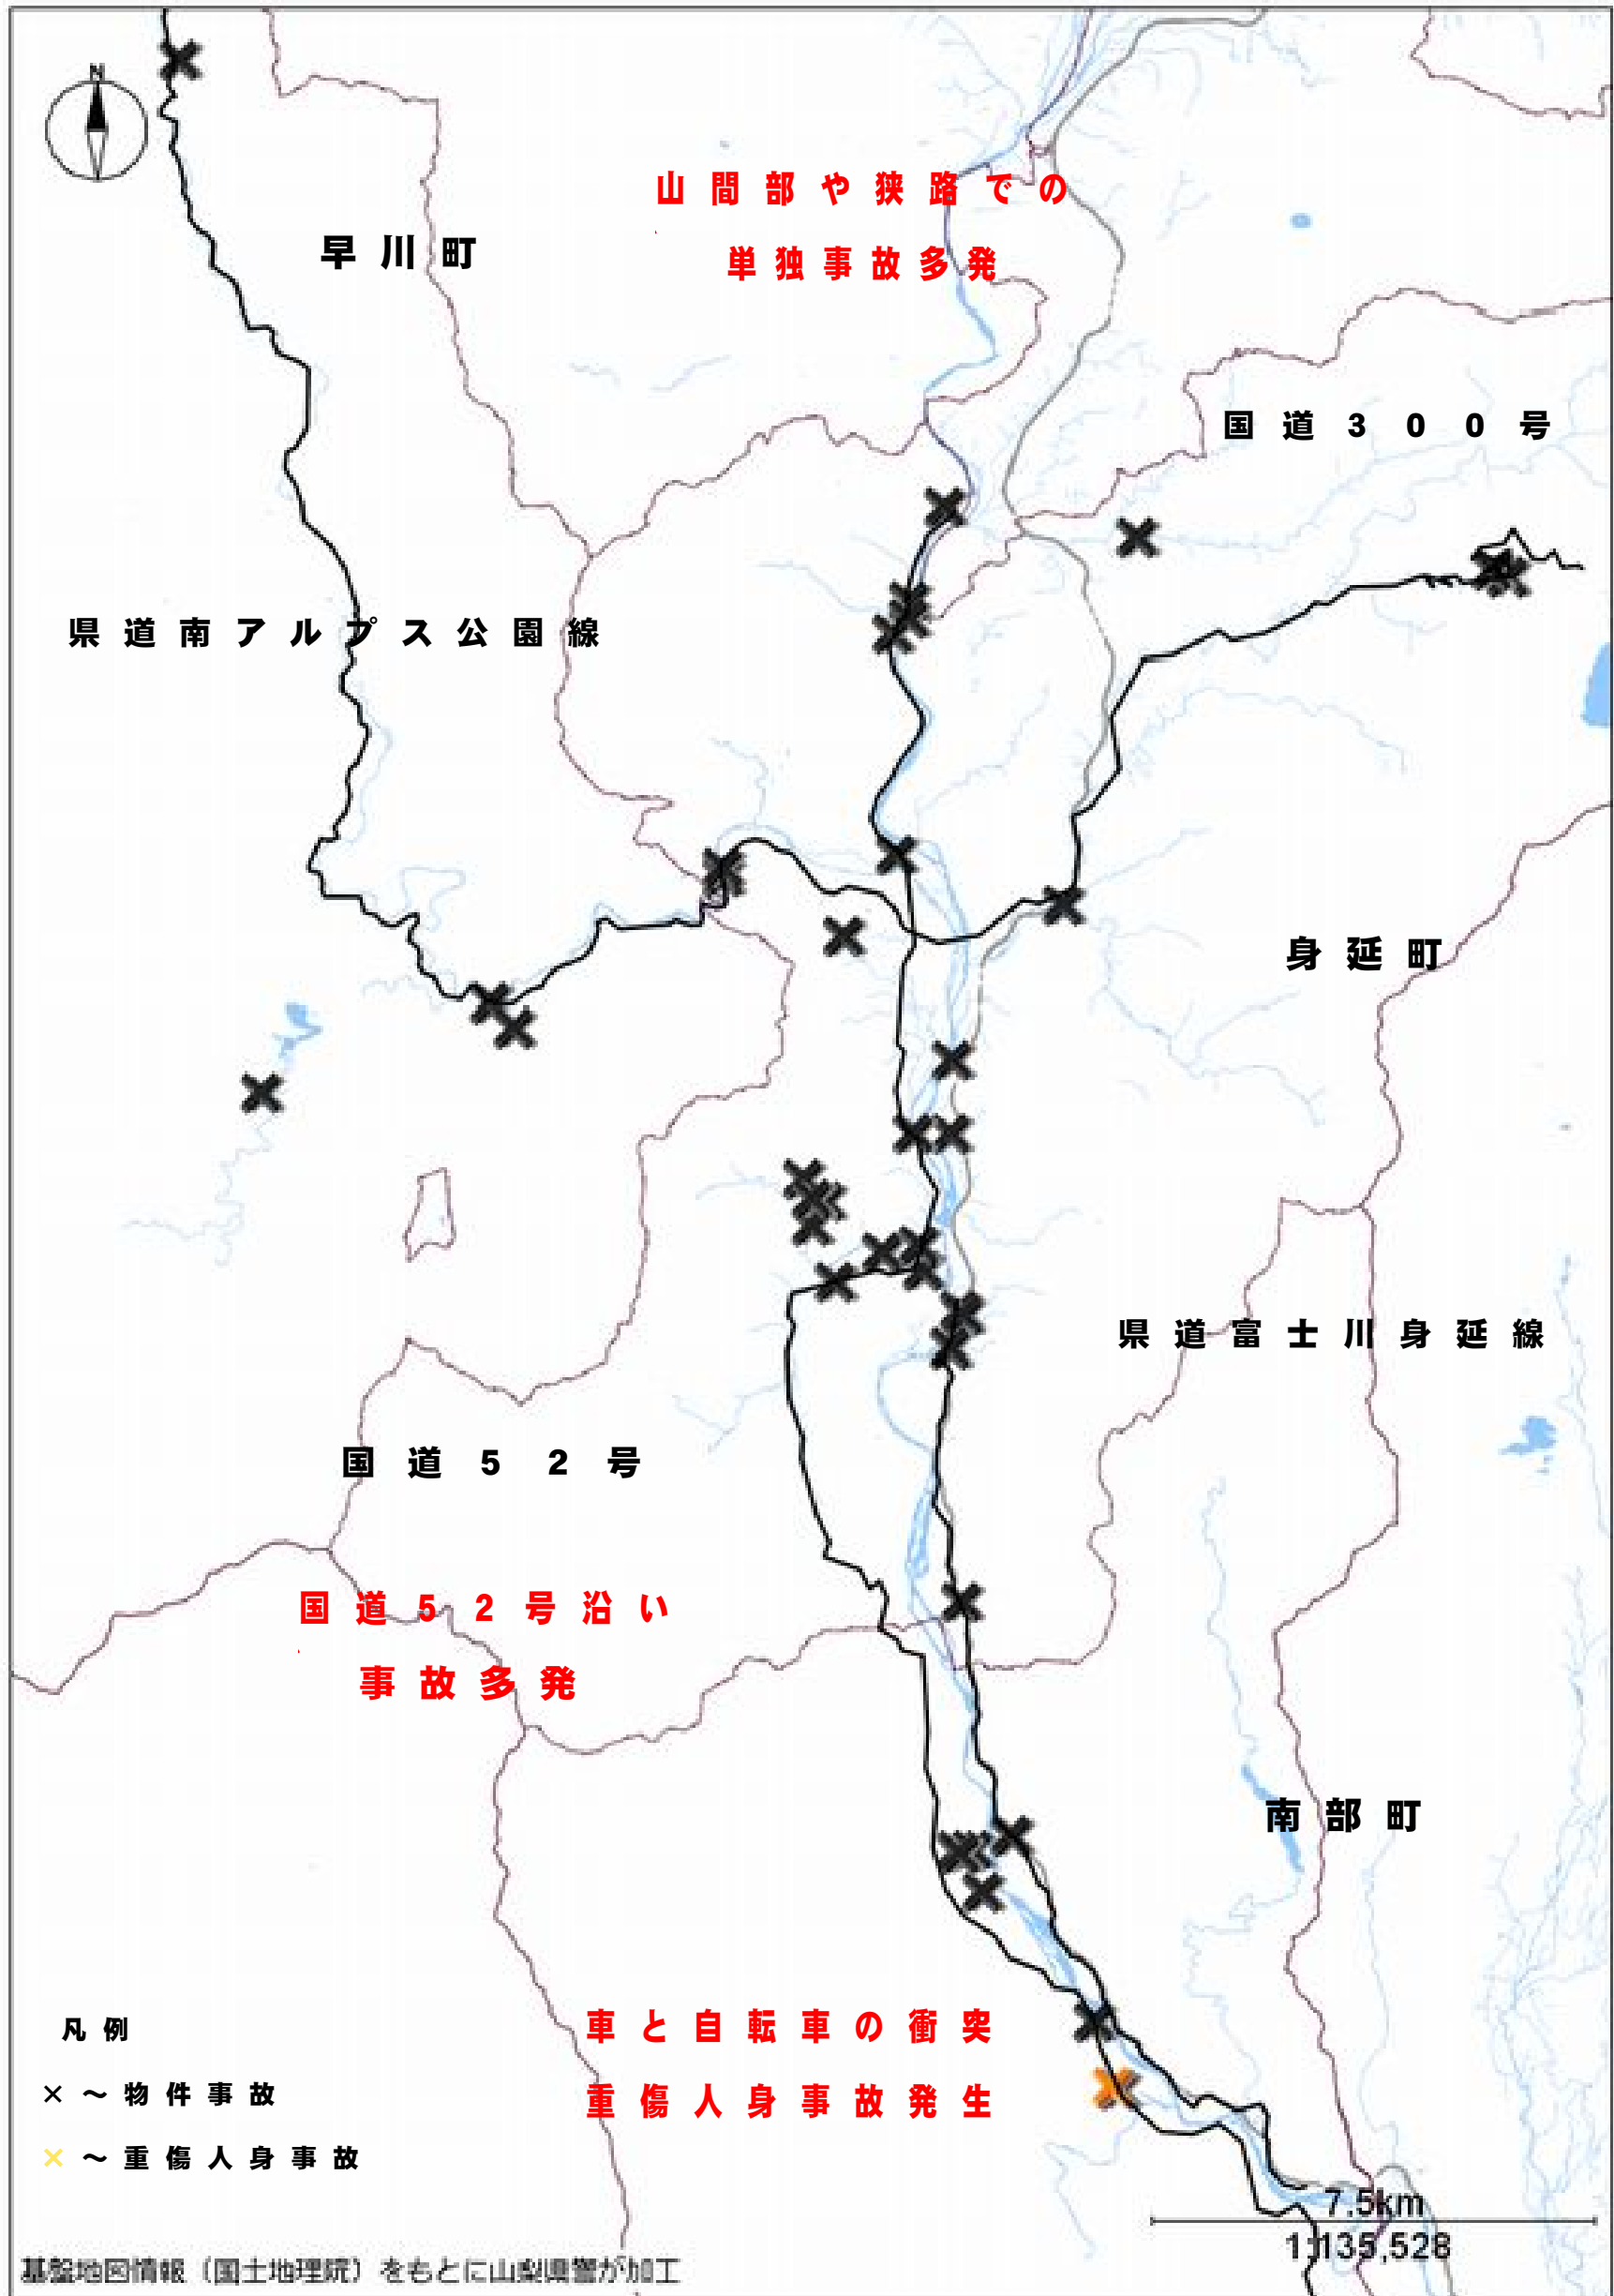 N
山間部や狭路での
単独事故多発
早川町
国道300号
県道南アルプス公園線
身延町
県道富士川身延線
国道52号
国道52号沿い
事故多発
南部町
車と自転車の衝突
重傷人身事故発生
凡例
×～物件事故
×～重傷人身事故
7.5km
1:135,528
基盤地図情報（国土地理院）をもとに山梨県警が加工